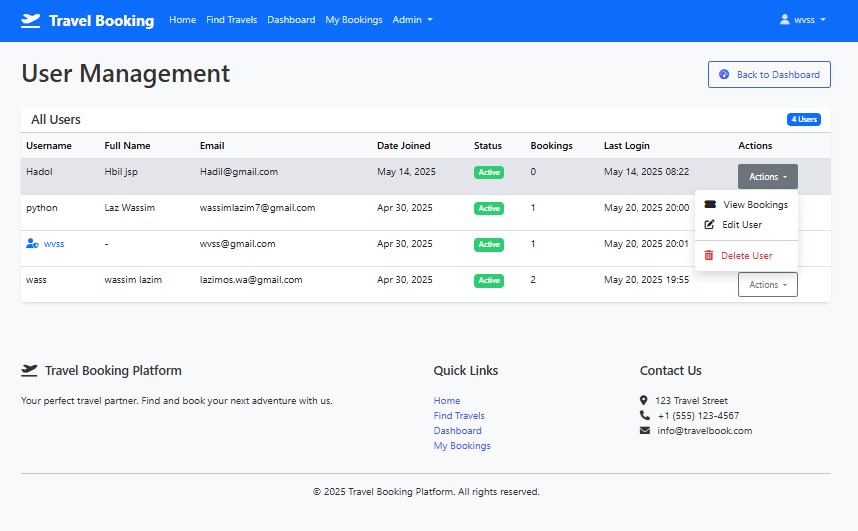 Travel Booking Home Find Travels Dashboard My Bookings Admin wvss
User Management Back to Dashboard
All Users 4 Users
Username Full Name Email Date Joined Status Bookings Last Login Actions
Hadol Hbil jsp Hadil@gmail.com May 14, 2025 Active 0 May 14, 2025 08:22 Actions
View Bookings
Edit User
Delete User
python Laz Wassim wassimlazim7@gmail.com Apr 30, 2025 Active 1 May 20, 2025 20:00
wvss - wvss@gmail.com Apr 30, 2025 Active 1 May 20, 2025 20:01
wass wassim lazim lazimos.wa@gmail.com Apr 30, 2025 Active 2 May 20, 2025 19:55 Actions
Travel Booking Platform
Your perfect travel partner. Find and book your next adventure with us.
Quick Links
Home
Find Travels
Dashboard
My Bookings
Contact Us
123 Travel Street
+1 (555) 123-4567
info@travelbook.com
© 2025 Travel Booking Platform. All rights reserved.